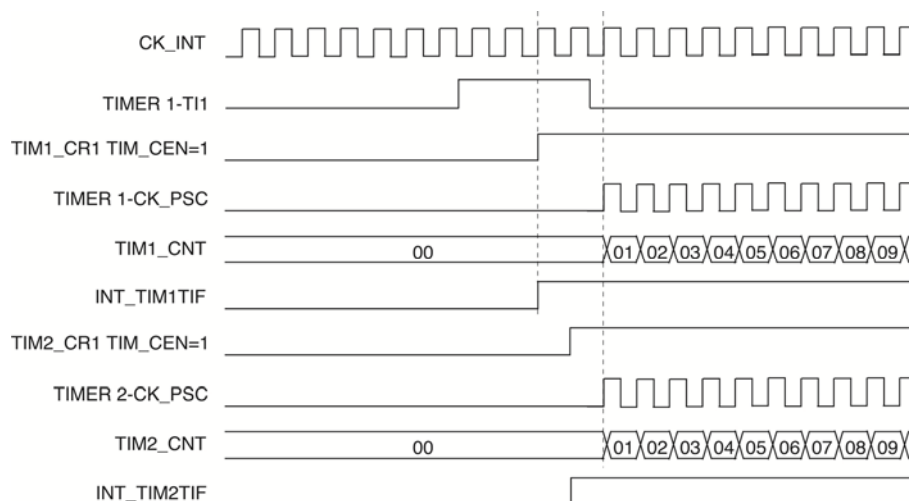 CK_INT
TIMER 1-TI1
TIM1_CR1 TIM_CEN=1
TIMER 1-CK_PSC
TIM1_CNT 00 01 02 03 04 05 06 07 08 09
INT_TIM1TIF
TIM2_CR1 TIM_CEN=1
TIMER 2-CK_PSC
TIM2_CNT 00 01 02 03 04 05 06 07 08 09
INT_TIM2TIF